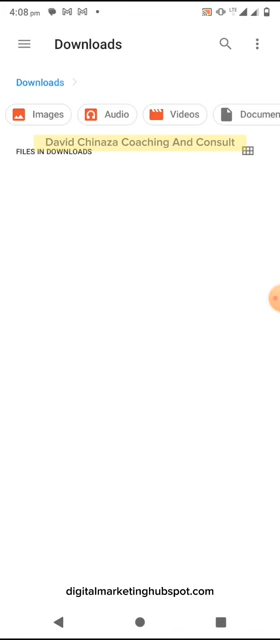 4:08 pm
LTE
Downloads
Downloads
Images
Audio
Videos
Documen
David Chinaza Coaching And Consult
FILES IN DOWNLOADS
digitalmarketinghubspot.com